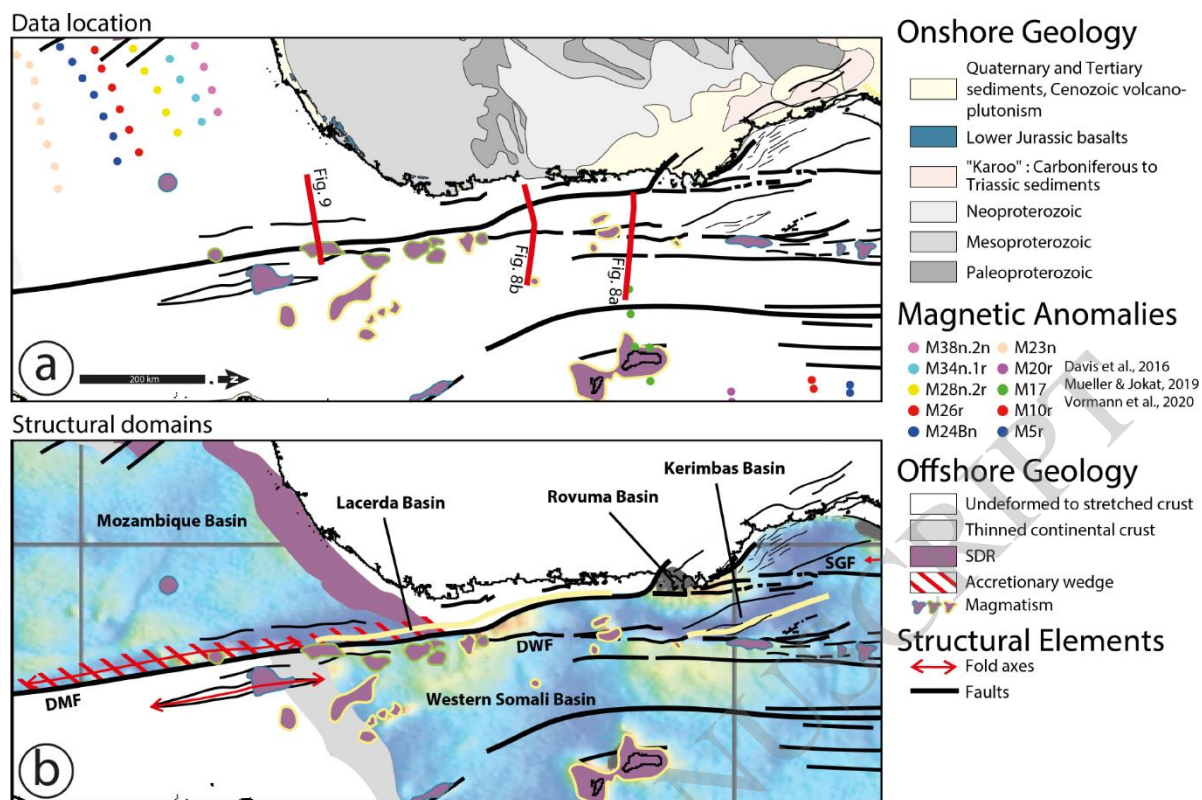 Data location
Fig. 9
Fig. 8b
Fig. 8a
a
200 km
N
Structural domains
Mozambique Basin
Lacerda Basin
Rovuma Basin
Kerimbas Basin
SGF
DWF
DMF
Western Somali Basin
b
Onshore Geology
Quaternary and Tertiary
sediments, Cenozoic volcano-
plutonism
Lower Jurassic basalts
"Karoo" : Carboniferous to
Triassic sediments
Neoproterozoic
Mesoproterozoic
Paleoproterozoic
Magnetic Anomalies
M38n.2n
M34n.1r
M28n.2r
M26r
M24Bn
M23n
M20r
M17
M10r
M5r
Davis et al., 2016
Mueller & Jokat, 2019
Vormann et al., 2020
Offshore Geology
Undeformed to stretched crust
Thinned continental crust
SDR
Accretionary wedge
Magmatism
Structural Elements
Fold axes
Faults
NUSCRIPT